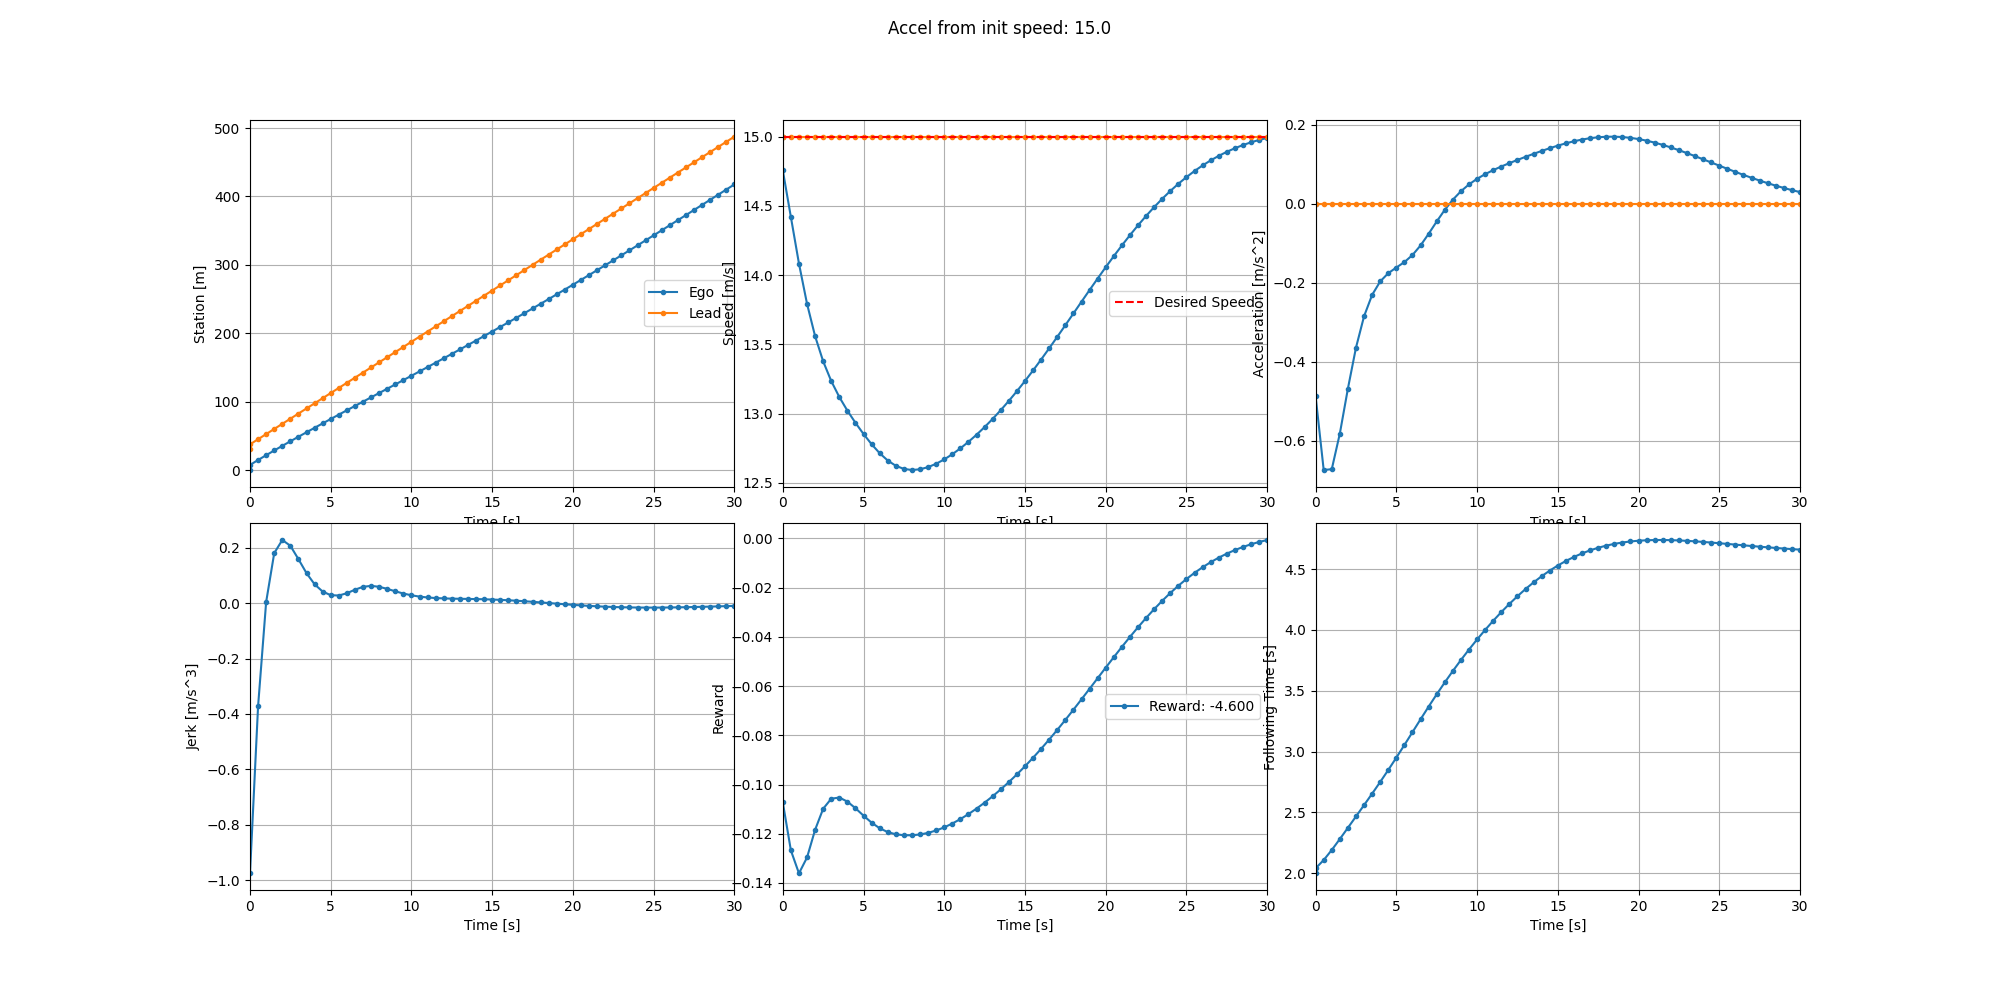 Accel from init speed: 15.0
Station [m]
500
400
300
200
100
0
Ego
Lead
0 5 10 15 20 25 30
Time [s]
Speed [m/s]
15.0
14.5
14.0
13.5
13.0
12.5
Desired Speed
0 5 10 15 20 25 30
Time [s]
Acceleration [m/s^2]
0.2
0.0
−0.2
−0.4
−0.6
0 5 10 15 20 25 30
Time [s]
Jerk [m/s^3]
0.2
0.0
−0.2
−0.4
−0.6
−0.8
−1.0
0 5 10 15 20 25 30
Time [s]
Reward
0.00
−0.02
−0.04
−0.06
−0.08
−0.10
−0.12
−0.14
Reward: -4.600
0 5 10 15 20 25 30
Time [s]
Following Time [s]
4.5
4.0
3.5
3.0
2.5
2.0
0 5 10 15 20 25 30
Time [s]